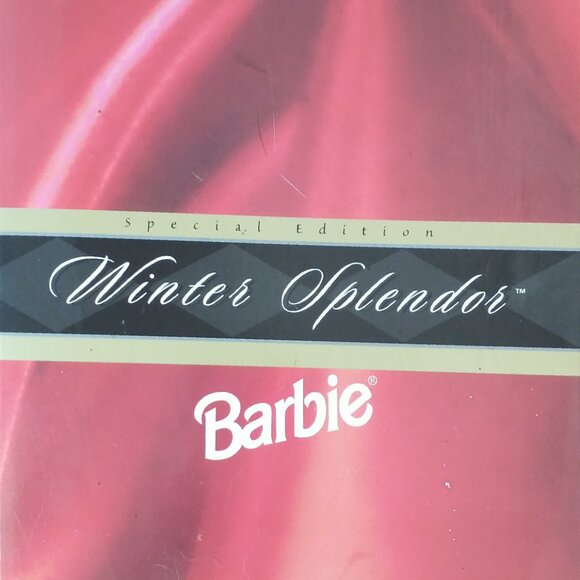 Special Edition
Winter Splendor™
Barbie®